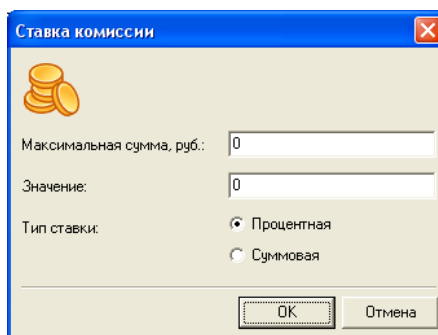 Ставка комиссии
Максимальная сумма, руб.: 0
Значение: 0
Тип ставки: Процентная
Суммовая
OK Отмена